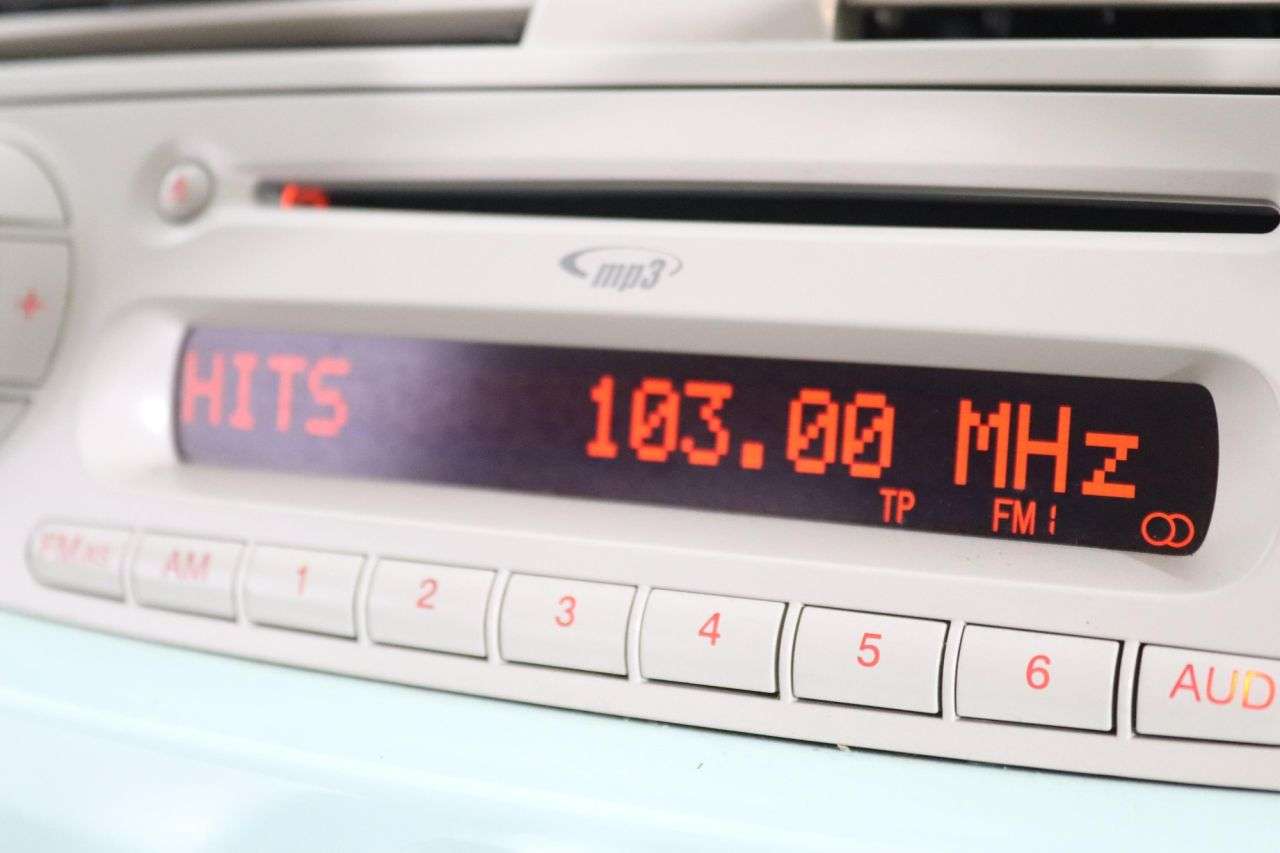 mp3
HITS 103.00 MHz
TP FM1
AM 1 2 3 4 5 6 AUD